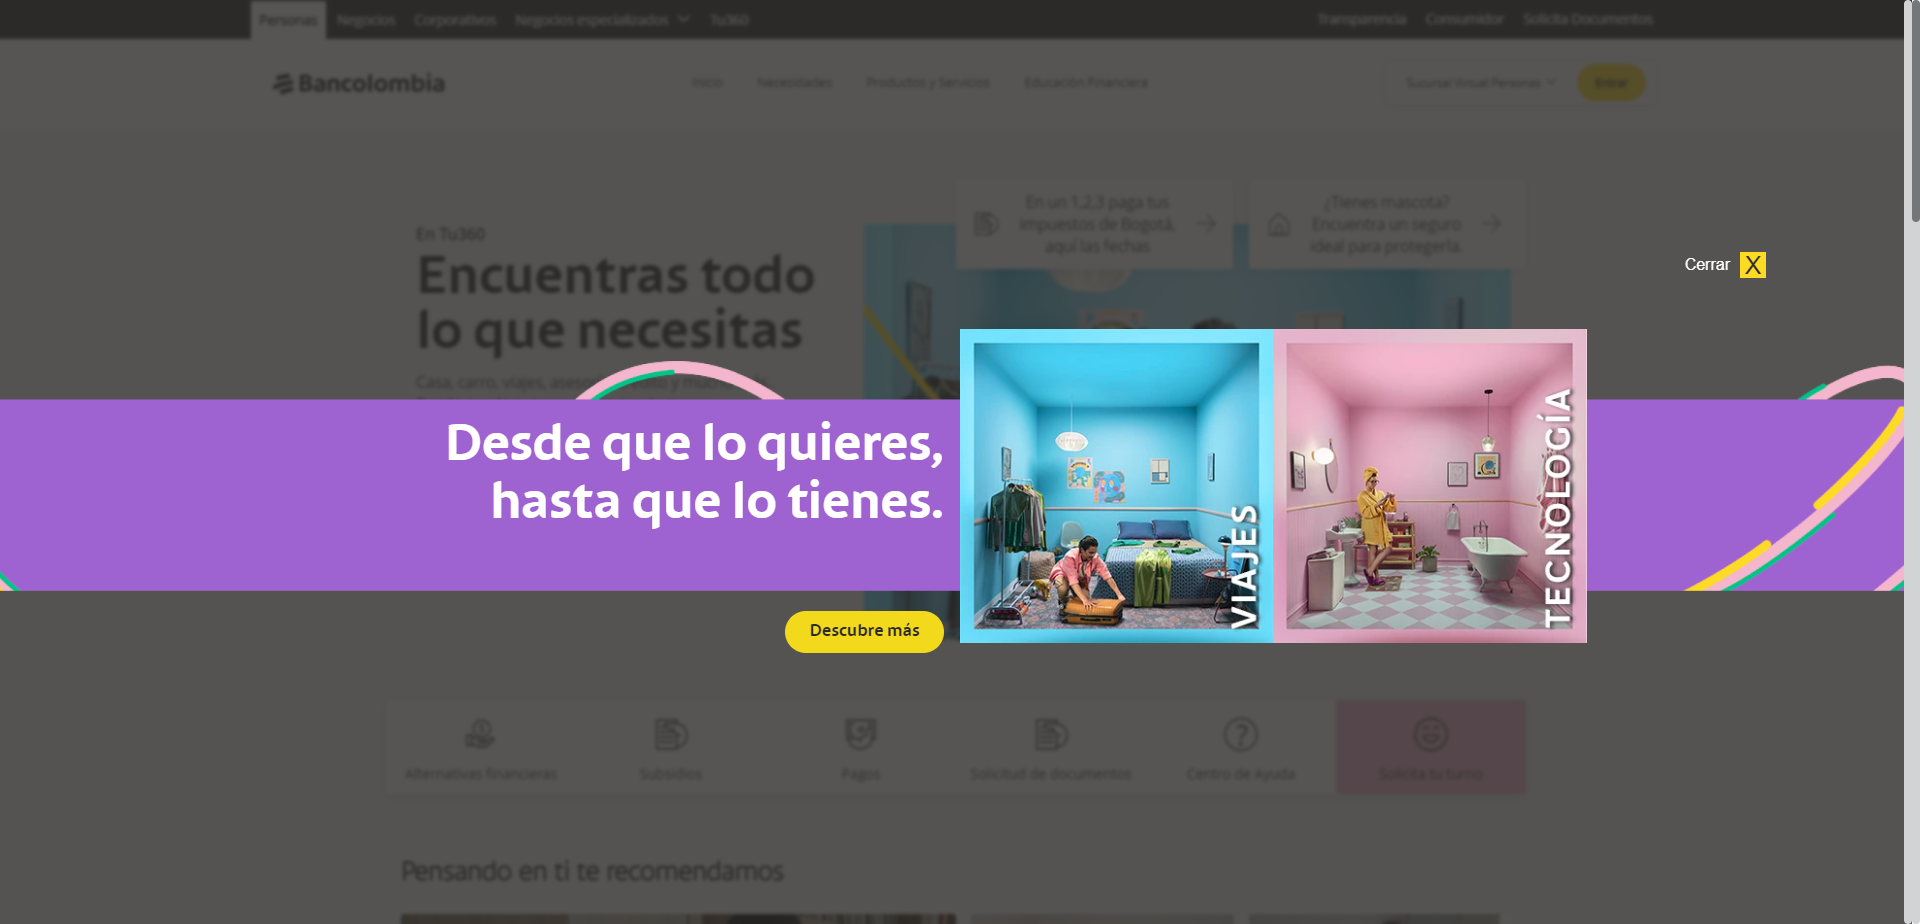 Personas
Negocios
Corporativos
Negocios especializados
Tu360
Transparencia
Consumidor
Solicita Documentos
Bancolombia
Inicio
Necesidades
Productos y Servicios
Educación Financiera
Sucursal Virtual Personas
Entrar
En un 1,2,3 paga tus
impuestos de Bogotá,
aquí las fechas
¿Tienes mascota?
Encuentra un seguro
ideal para protegerla.
En Tu360
Encuentras todo
lo que necesitas
Casa, carro, viajes,
Cerrar X
Desde que lo quieres,
hasta que lo tienes.
VIAJES
TECNOLOGÍA
Descubre más
Alternativas financieras
Subsidios
Pagos
Solicitud de documentos
Centro de Ayuda
Solicita tu turno
Pensando en ti te recomendamos